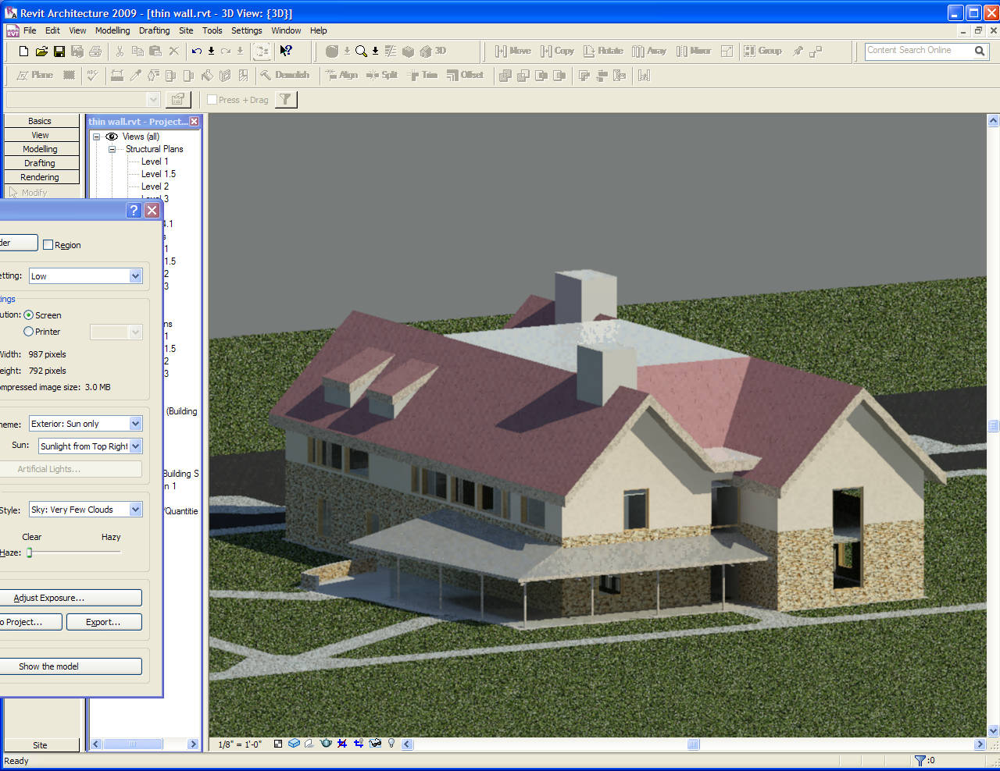 Revit Architecture 2009 - [thin wall.rvt - 3D View: {3D}]
File Edit View Modelling Drafting Site Tools Settings Window Help
3D Move Copy Rotate Array Mirror Group Content Search Online
Plane Demolish Align Split Trim Offset
Press + Drag
Basics
View
Modelling
Drafting
Rendering
Modify
thin wall.rvt - Project...
Views (all)
Structural Plans
Level 1
Level 1.5
Level 2
3
4.1
s
1
1.5
2
3
ns
1
1.5
2
3
(Building
Building S
n 1
/Quantitie
der
Region
etting: Low
tings
ution: Screen
Printer
Width: 987 pixels
eight: 792 pixels
ompressed image size: 3.0 MB
heme: Exterior: Sun only
Sun: Sunlight from Top Right
Artificial Lights...
Style: Sky: Very Few Clouds
Clear Hazy
Haze:
Adjust Exposure...
o Project... Export...
Show the model
Site
1/8" = 1'-0"
Ready
:0